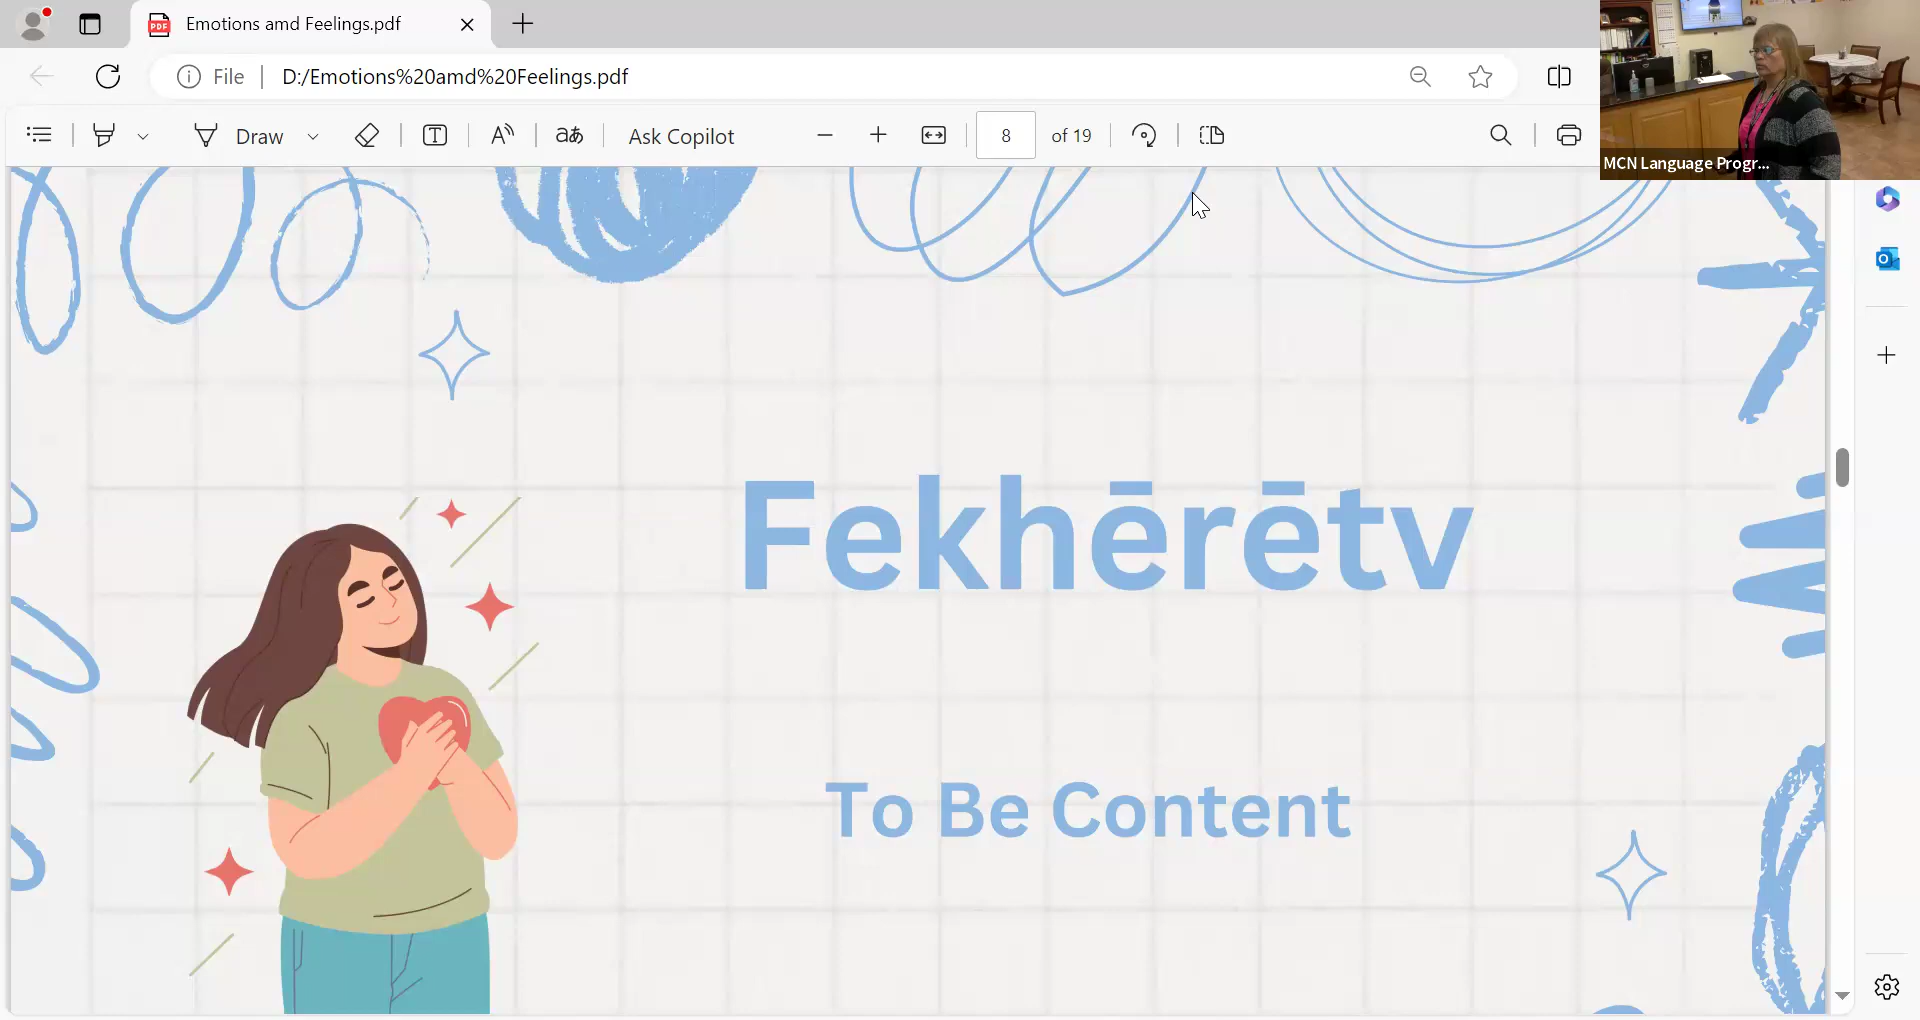 Emotions amd Feelings.pdf
File
D:/Emotions%20amd%20Feelings.pdf
Draw
Ask Copilot
8
of 19
MCN Language Progr...
Fekhērētv
To Be Content